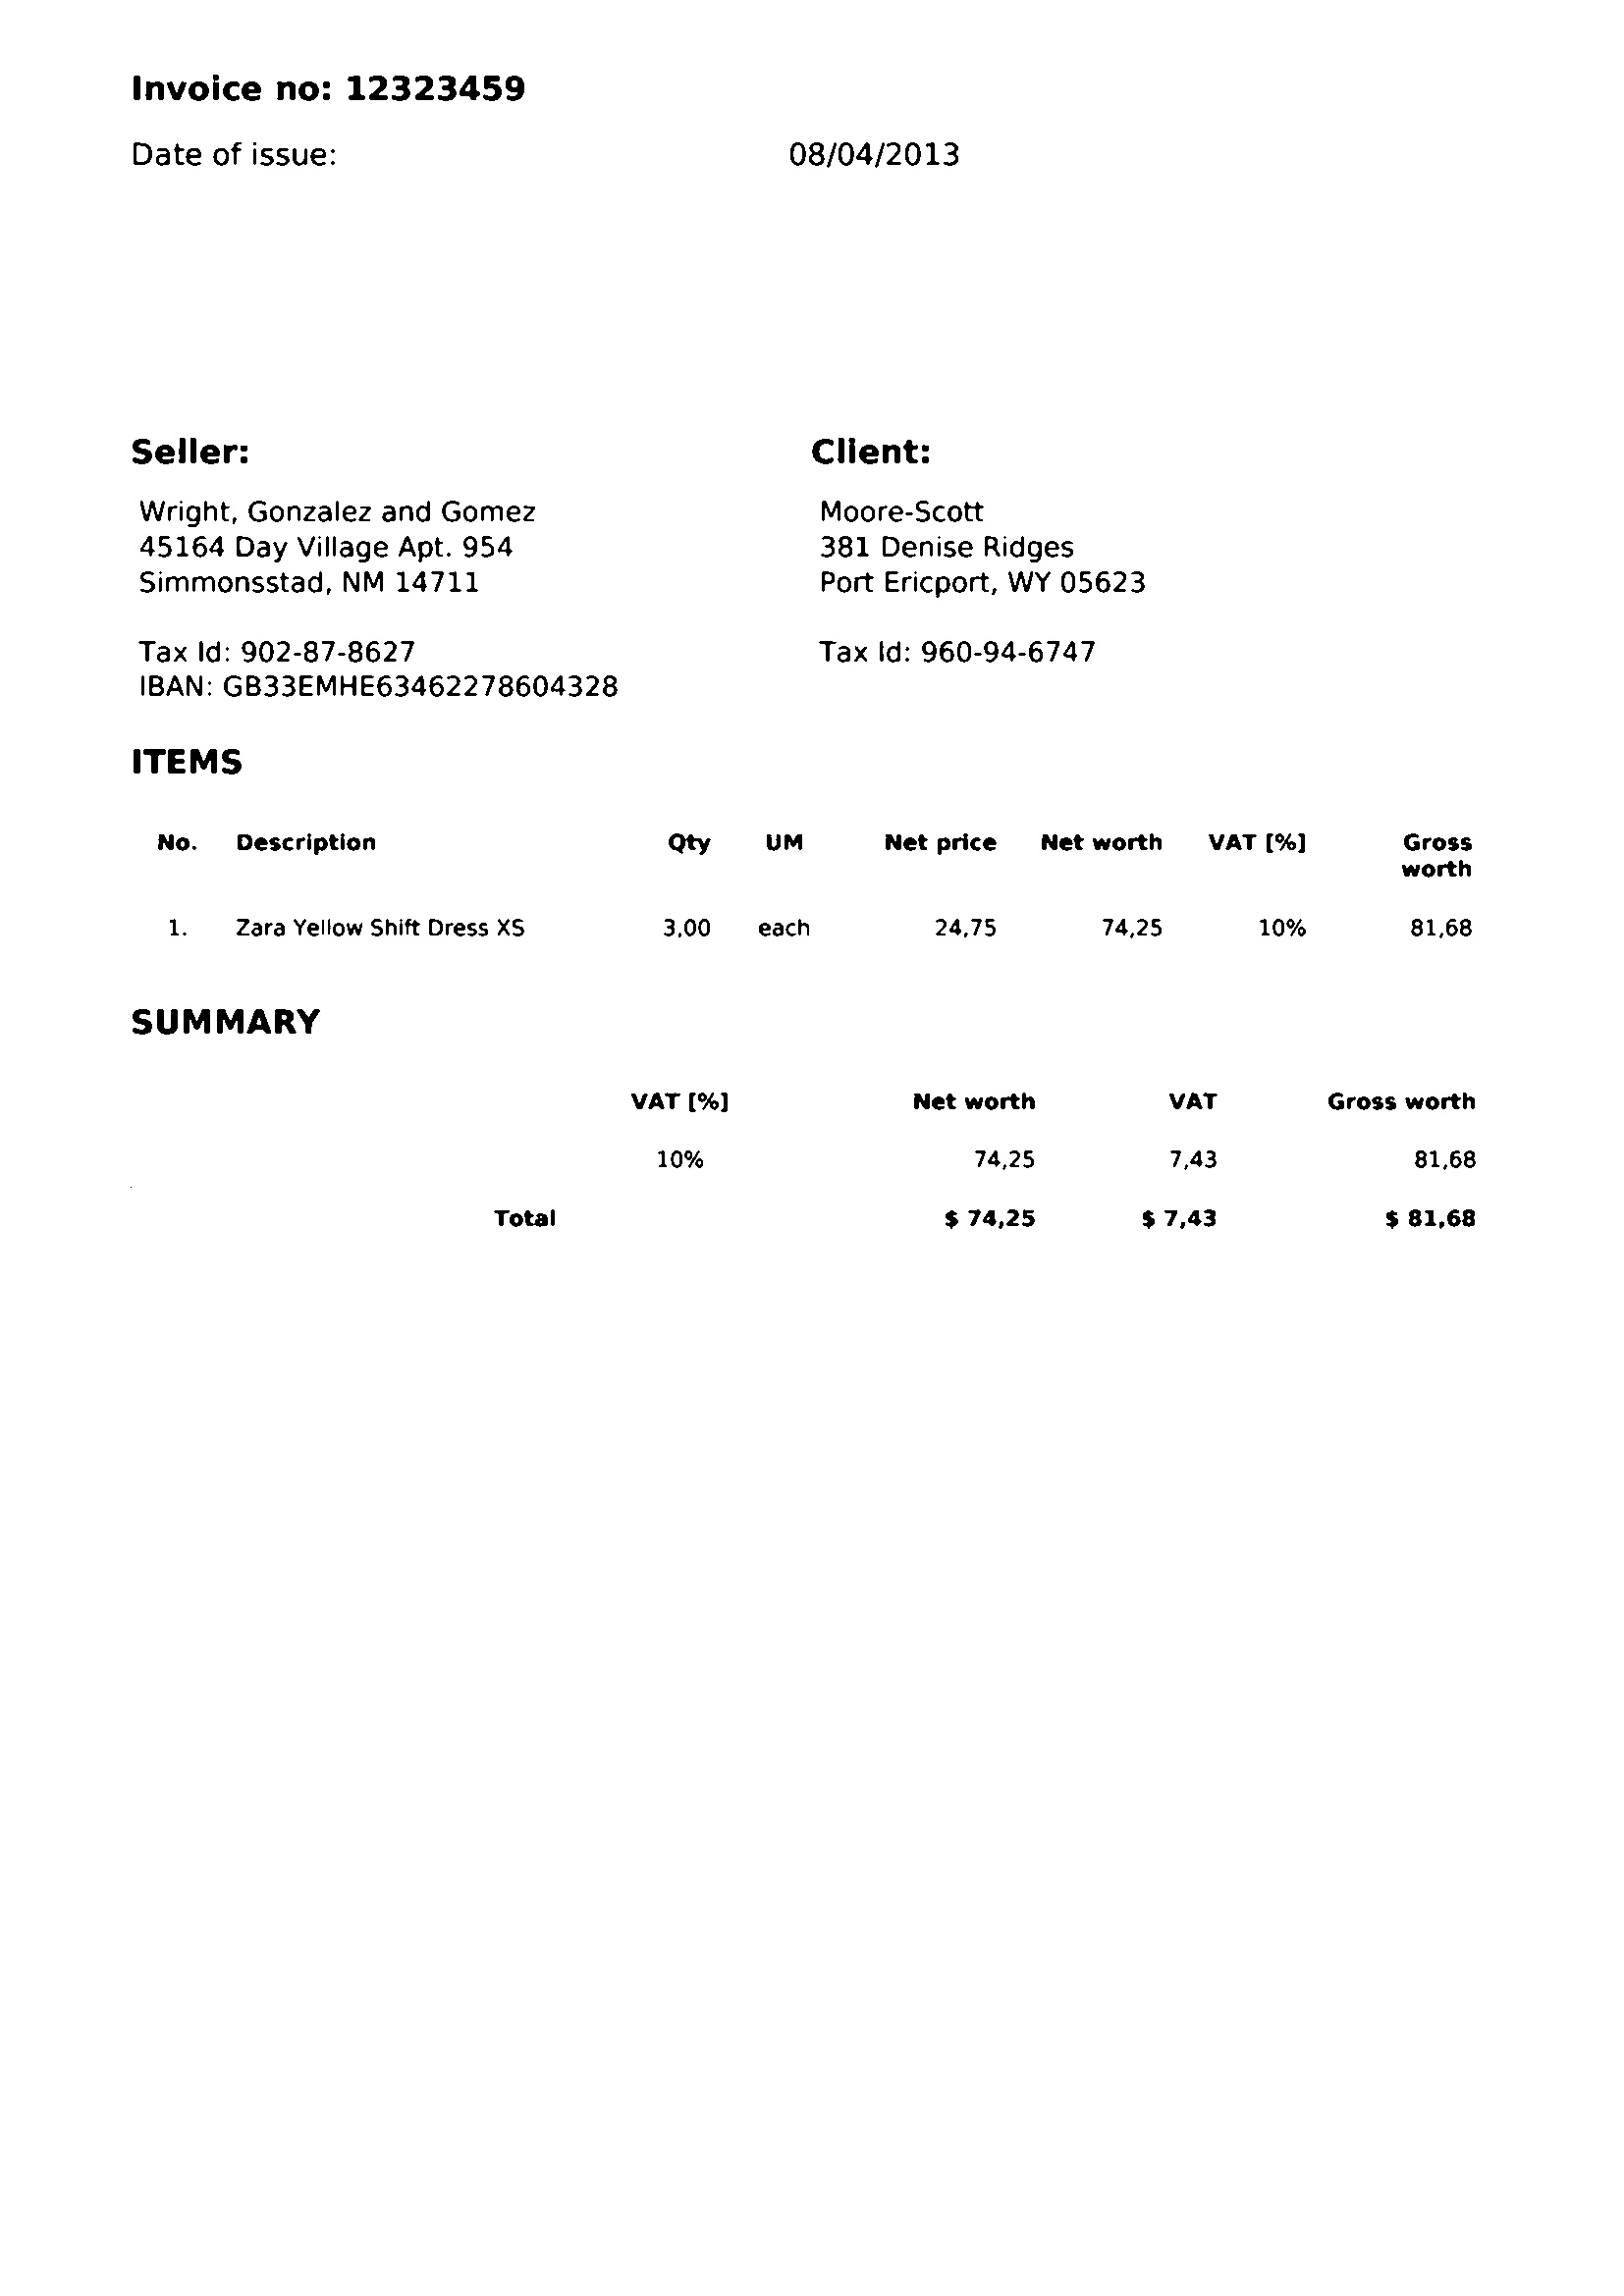 Invoice no: 12323459
Date of issue: 08/04/2013
Seller:
Wright, Gonzalez and Gomez
45164 Day Village Apt. 954
Simmonsstad, NM 14711
Tax Id: 902-87-8627
IBAN: GB33EMHE63462278604328
Client:
Moore-Scott
381 Denise Ridges
Port Ericport, WY 05623
Tax Id: 960-94-6747
ITEMS
No. Description Qty UM Net price Net worth VAT [%] Gross worth
1. Zara Yellow Shift Dress XS 3,00 each 24,75 74,25 10% 81,68
SUMMARY
VAT [%] Net worth VAT Gross worth
10% 74,25 7,43 81,68
Total $ 74,25 $ 7,43 $ 81,68